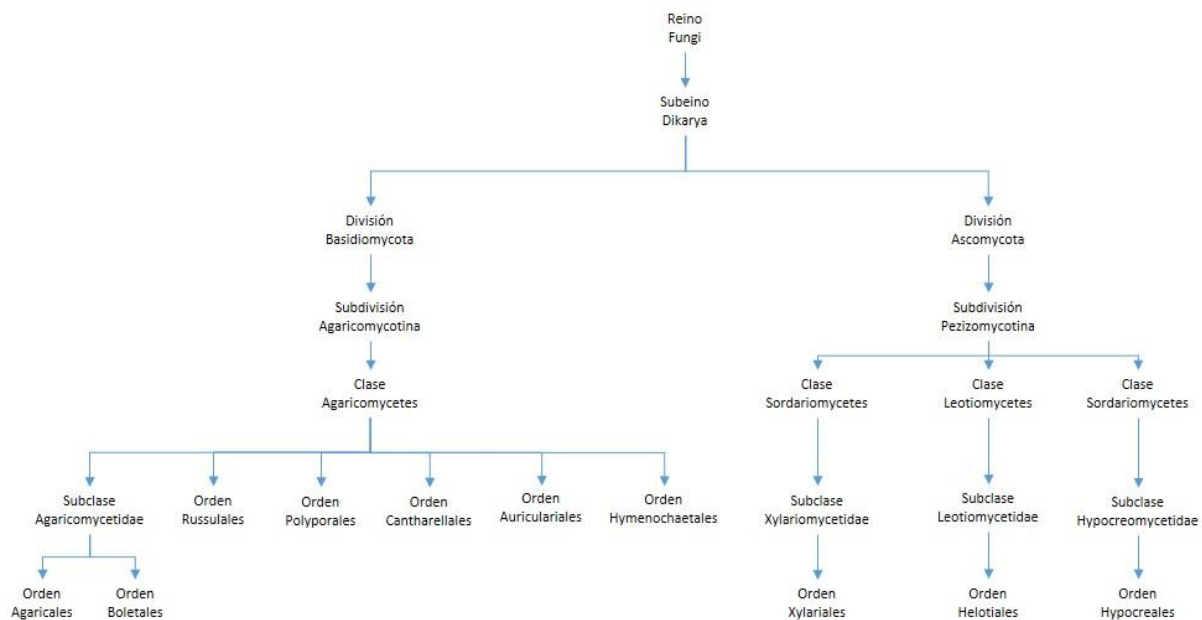 Reino
Fungi
Subeino
Dikarya
División
Basidiomycota
División
Ascomycota
Subdivisión
Agaricomycotina
Subdivisión
Pezizomycotina
Clase
Agaricomycetes
Clase
Sordariomycetes
Clase
Leotiomycetes
Clase
Sordariomycetes
Subclase
Agaricomycetidae
Orden
Russulales
Orden
Polyporales
Orden
Cantharellales
Orden
Auriculariales
Orden
Hymenochaetales
Subclase
Xylariomycetidae
Subclase
Leotiomycetidae
Subclase
Hypocreomycetidae
Orden
Agaricales
Orden
Boletales
Orden
Xylariales
Orden
Helotiales
Orden
Hypocreales